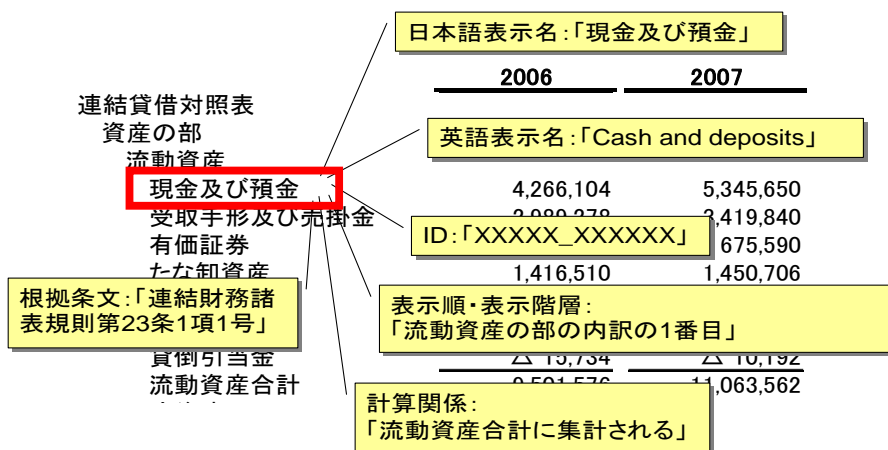 日本語表示名:「現金及び預金」
2006 2007
連結貸借対照表
資産の部
英語表示名:「Cash and deposits」
流動資産
現金及び預金 4,266,104 5,345,650
受取手形及び売掛金 ,419,840
ID:「XXXXX_XXXXXX」
有価証券 675,590
たな卸資産 1,416,510 1,450,706
根拠条文:「連結財務諸
表規則第23条1項1号」
表示順・表示階層:
「流動資産の部の内訳の1番目」
貸倒引当金 △ 15,734 △ 10,192
流動資産合計 11,063,562
計算関係:
「流動資産合計に集計される」